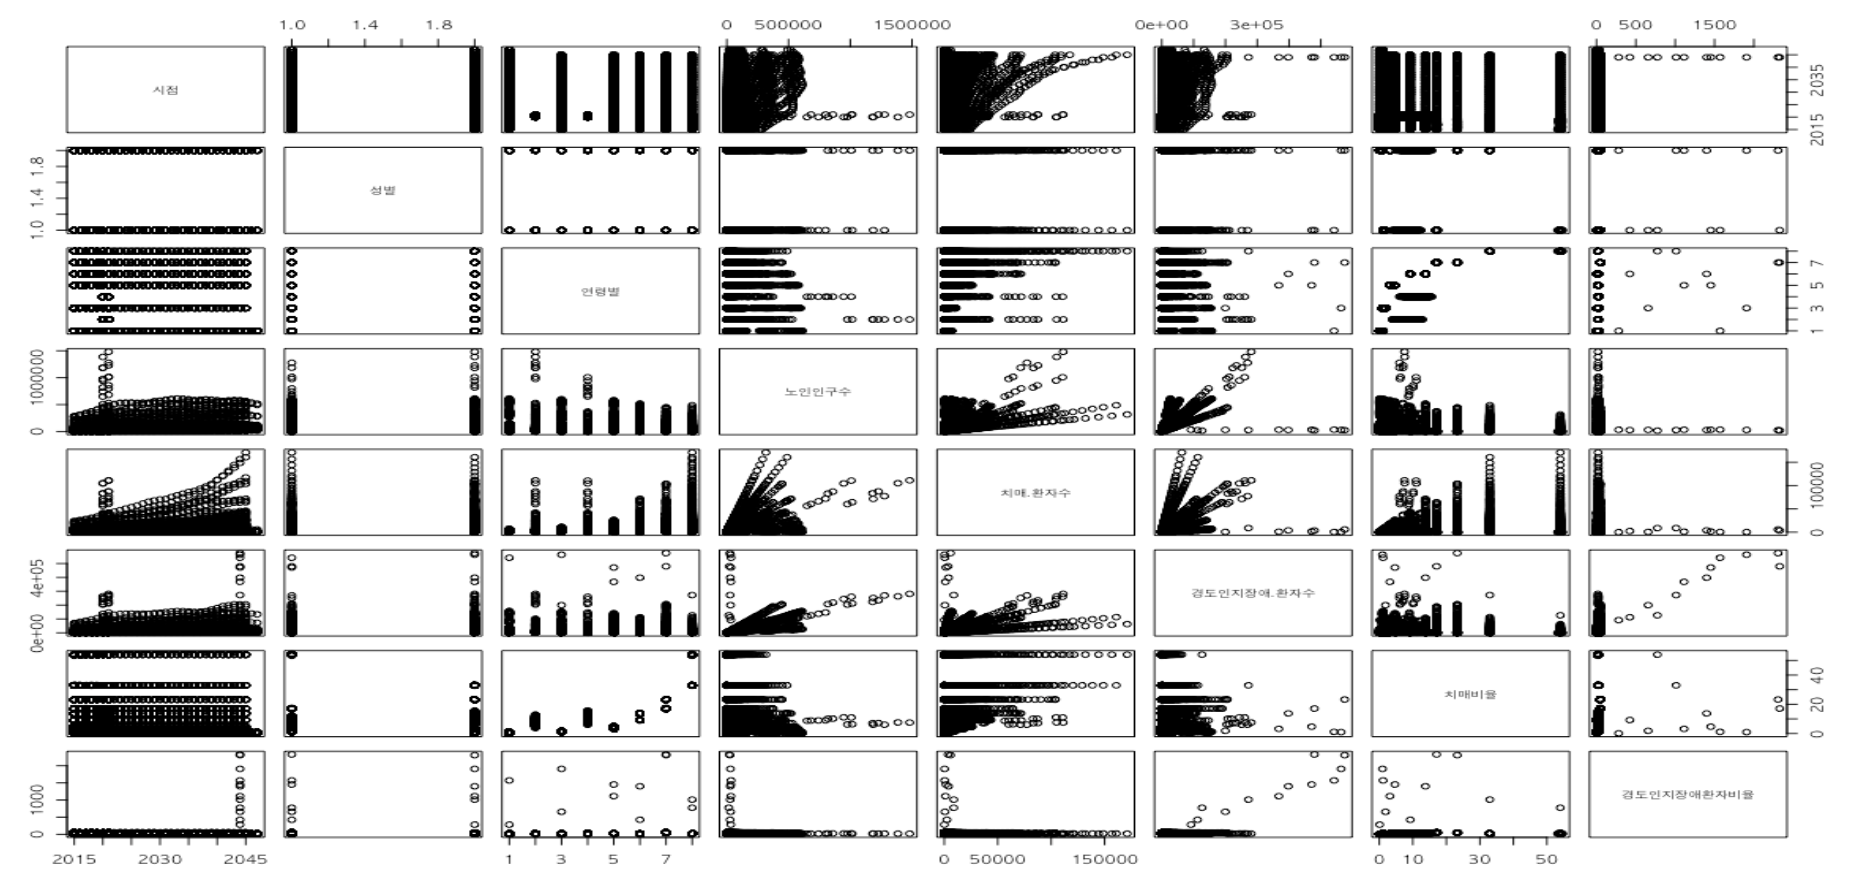 1.0 1.4 1.8 0 500000 1500000 0e+00 3e+05 0 500 1500
시점 2015 2035
1.0 1.4 1.8 성별
연령별 1 3 5 7
0 1000000 노인인구수
치매.환자수 0 100000
0e+00 4e+05 경도인지장애.환자수
치매비율 0 20 40
0 1000 경도인지장애환자비율
2015 2030 2045 1 3 5 7 0 50000 150000 0 10 30 50